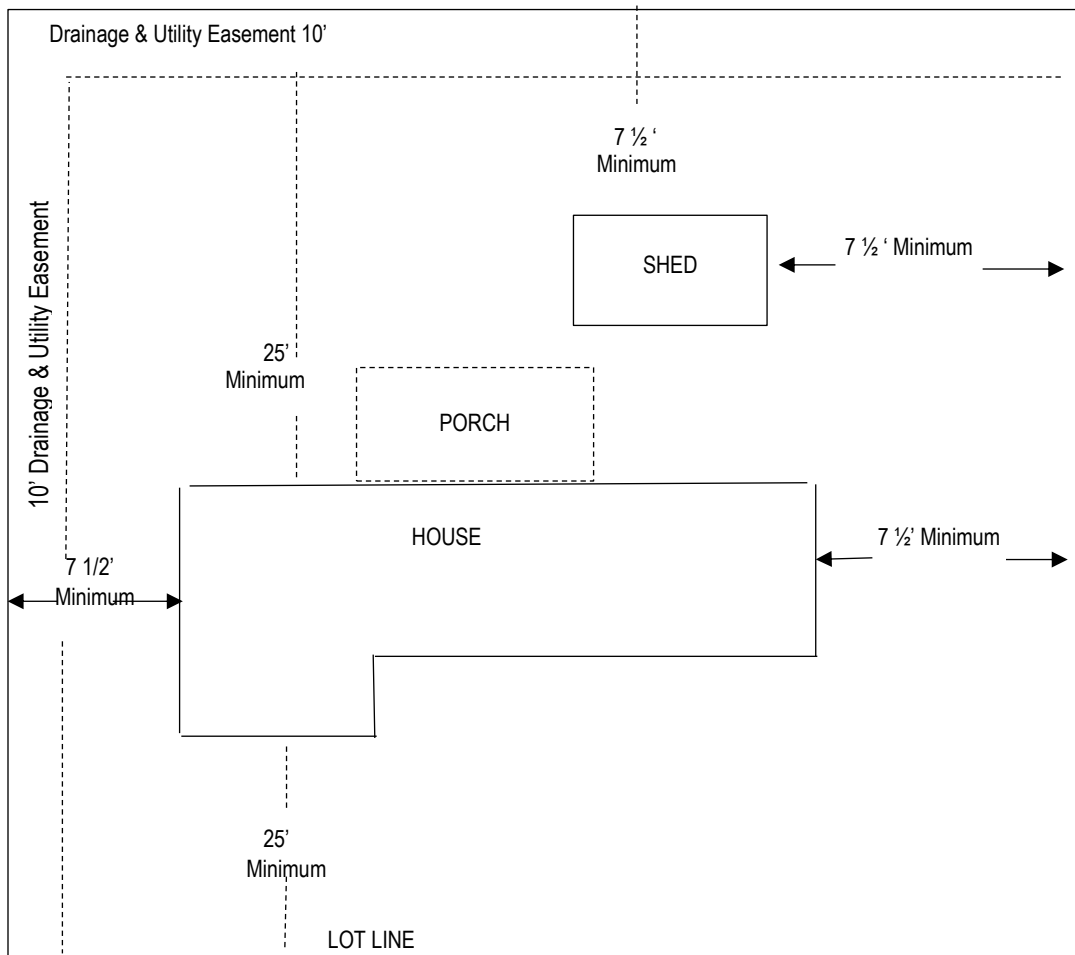 Drainage & Utility Easement 10’
7 ½ ‘
Minimum
10’ Drainage & Utility Easement
SHED
7 ½ ‘ Minimum
25’
Minimum
PORCH
HOUSE
7 ½’ Minimum
7 1/2’
Minimum
25’
Minimum
LOT LINE